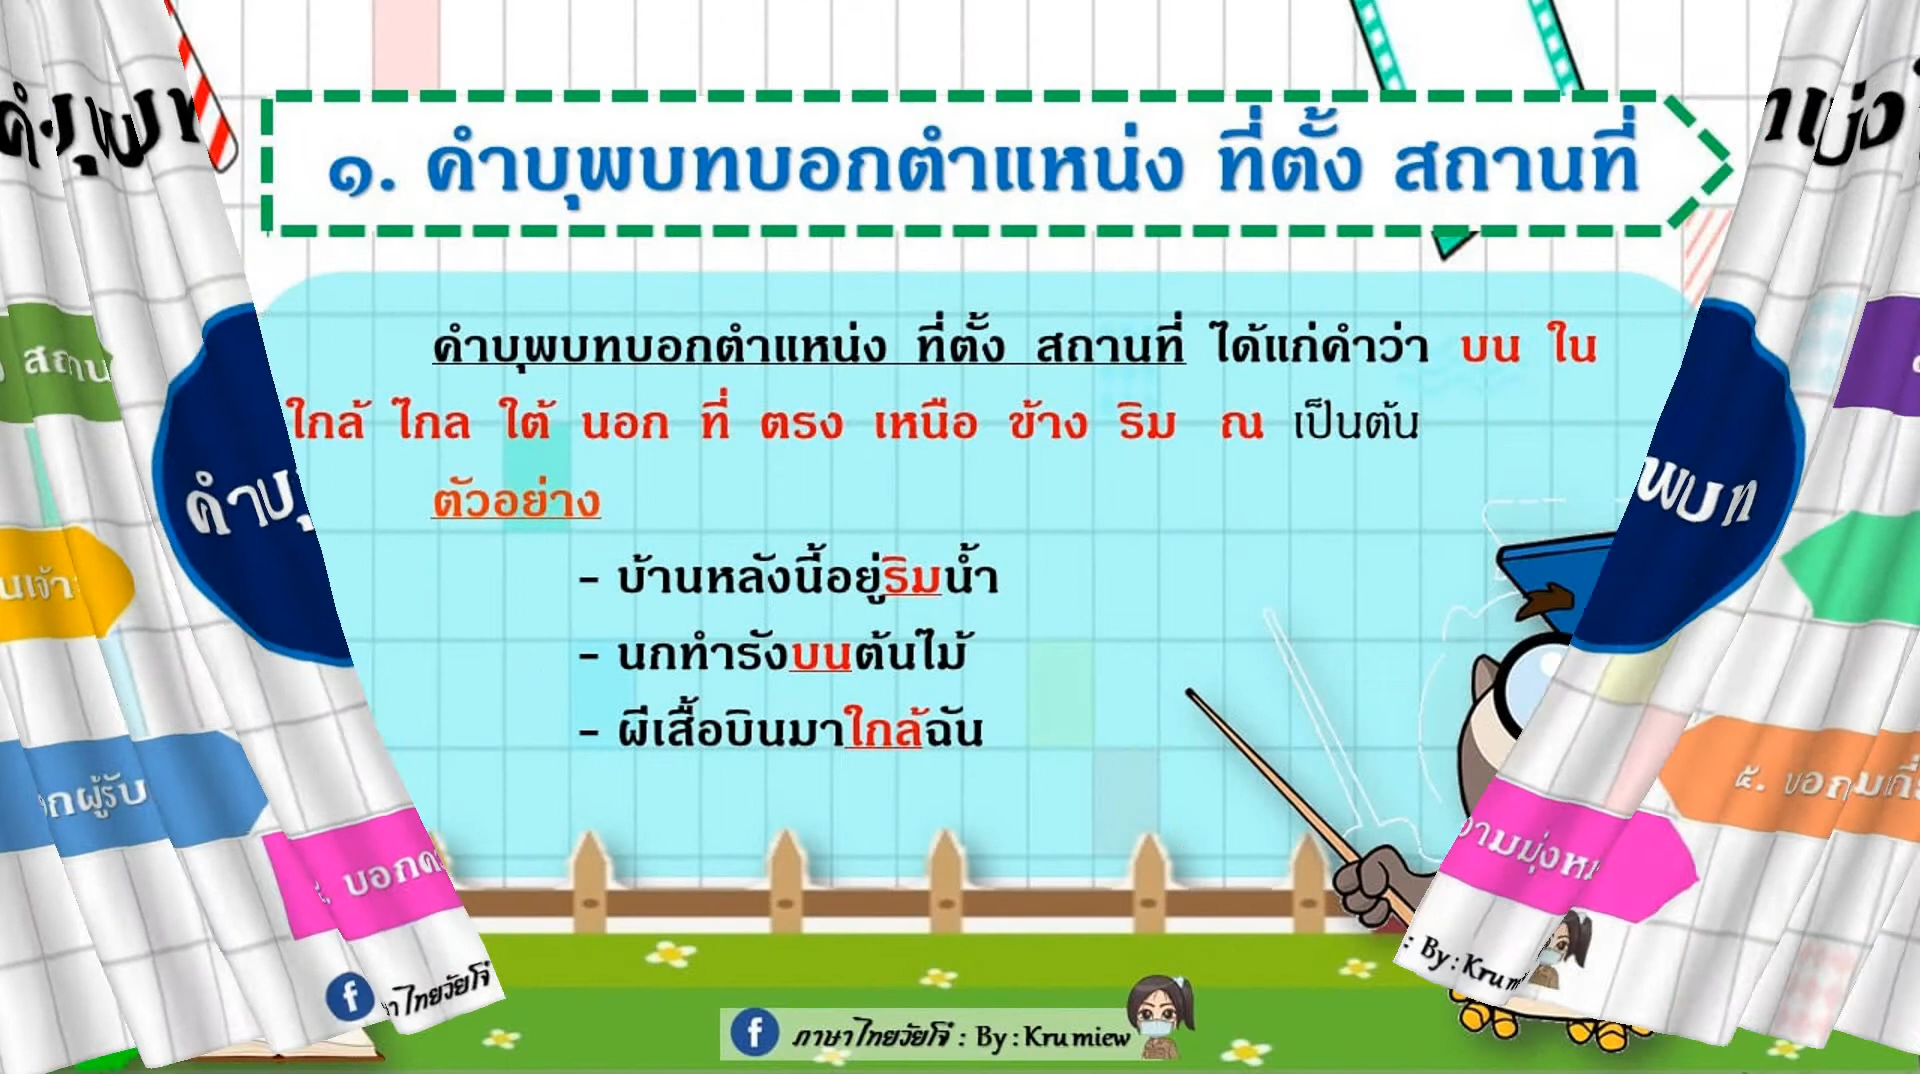 ๑. คำบุพบทบอกตำแหน่ง ที่ตั้ง สถานที่
คำบุพบทบอกตำแหน่ง ที่ตั้ง สถานที่ ได้แก่คำว่า บน ใน
ใกล้ ไกล ใต้ นอก ที่ ตรง เหนือ ข้าง ริม ณ เป็นต้น
ตัวอย่าง
- บ้านหลังนี้อยู่ริมน้ำ
- นกทำรังบนต้นไม้
- ผีเสื้อบินมาใกล้ฉัน
ภาษาไทยวัยโจ๋ : By : Kru miew